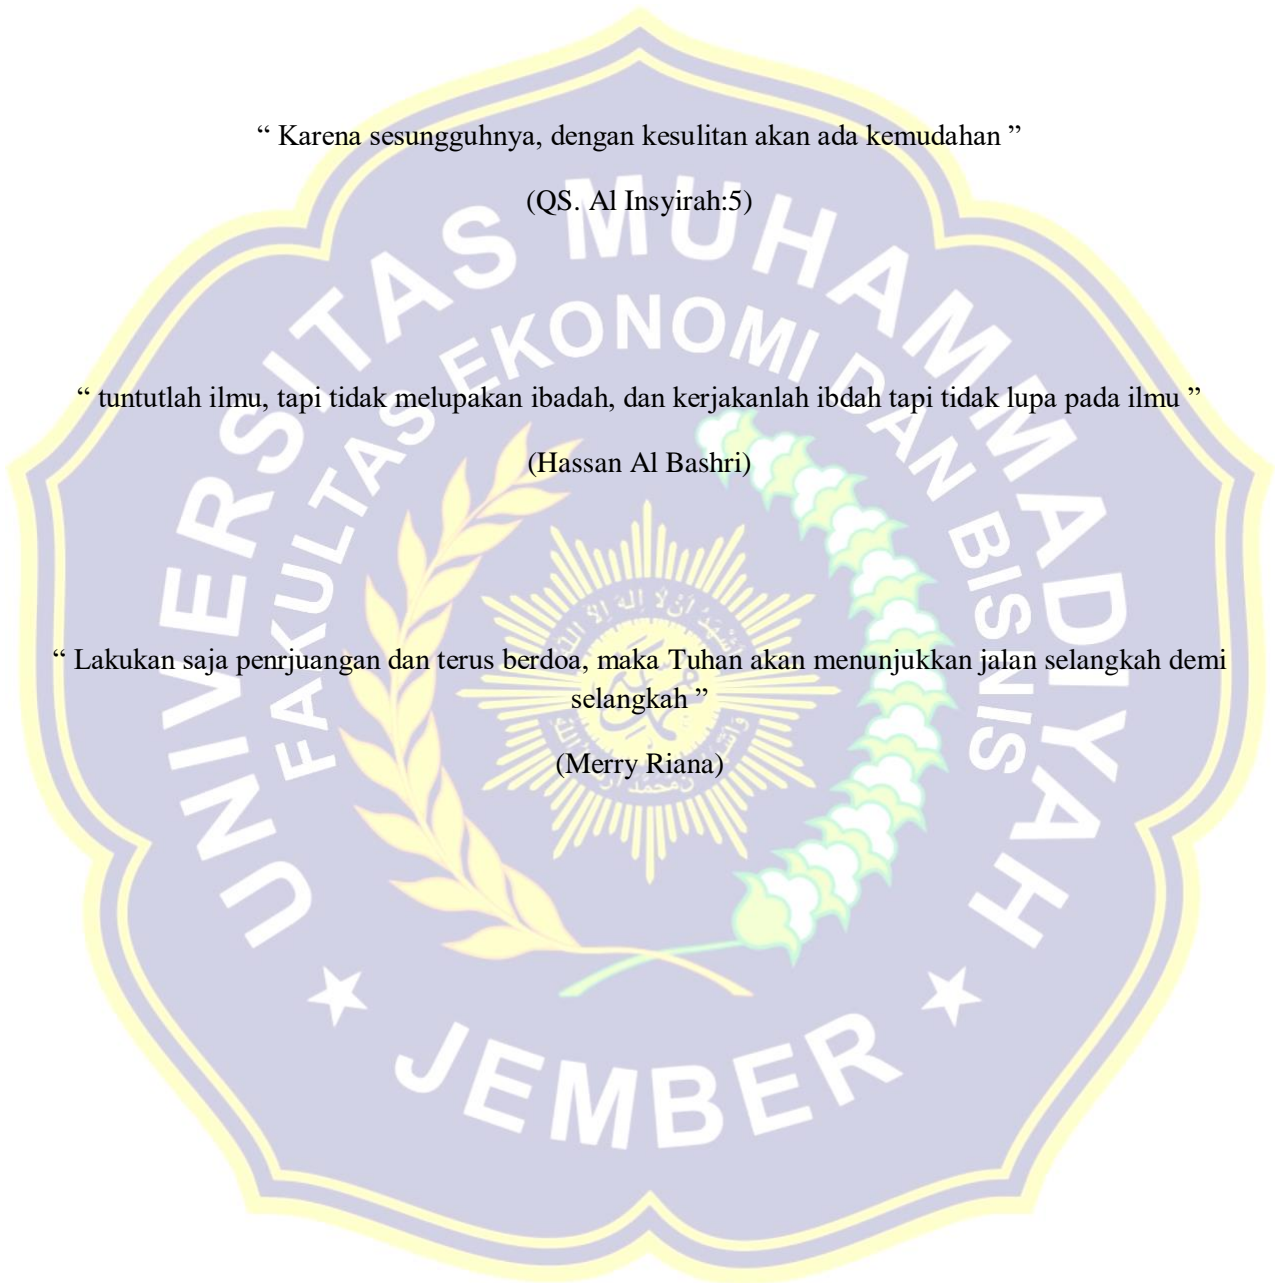 “ Karena sesungguhnya, dengan kesulitan akan ada kemudahan ”
(QS. Al Insyirah:5)
“ tuntutlah ilmu, tapi tidak melupakan ibadah, dan kerjakanlah ibdah tapi tidak lupa pada ilmu ”
(Hassan Al Bashri)
“ Lakukan saja penrjuangan dan terus berdoa, maka Tuhan akan menunjukkan jalan selangkah demi
selangkah ”
(Merry Riana)
UNIVERSITAS MUHAMMADIYAH
FAKULTAS EKONOMI DAN BISNIS
JEMBER